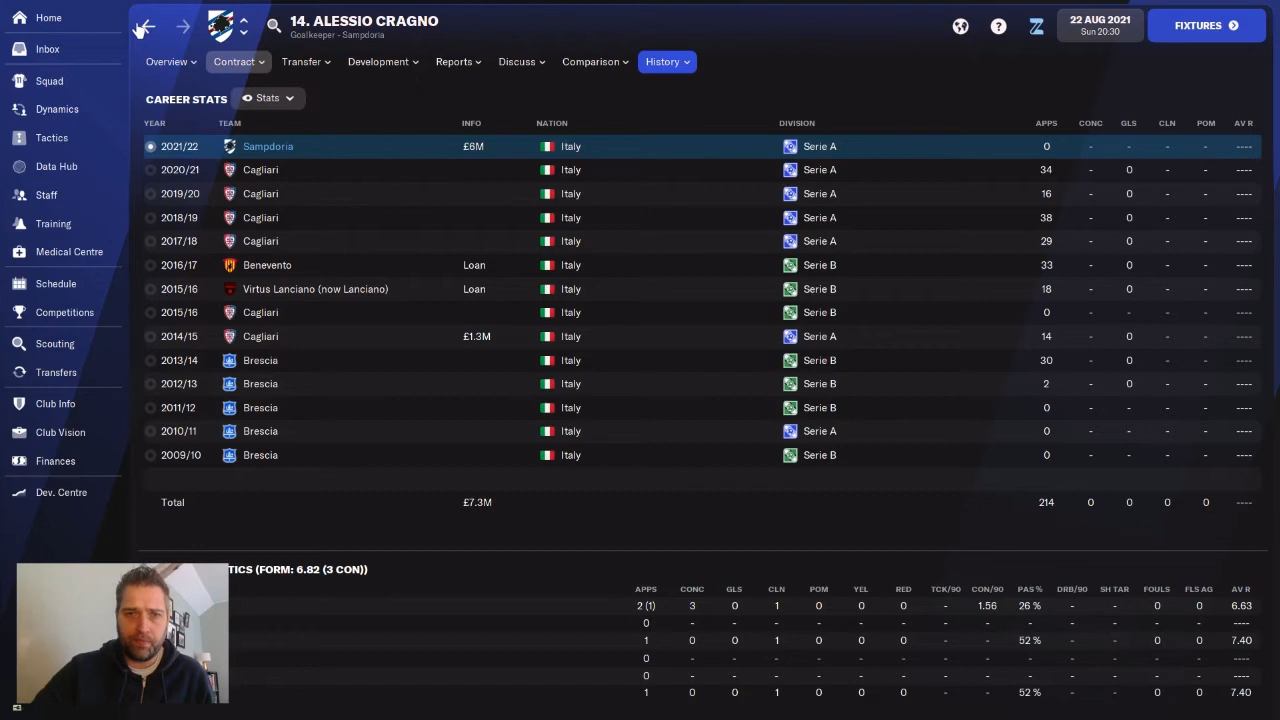 Home
Inbox
Squad
Dynamics
Tactics
Data Hub
Staff
Training
Medical Centre
Schedule
Competitions
Scouting
Transfers
Club Info
Club Vision
Finances
Dev. Centre
14. ALESSIO CRAGNO
Goalkeeper - Sampdoria
22 AUG 2021
Sun 20:30
FIXTURES
Overview Contract Transfer Development Reports Discuss Comparison History
CAREER STATS Stats
YEAR TEAM INFO NATION DIVISION APPS CONC GLS CLN POM AV R
2021/22 Sampdoria £6M Italy Serie A 0 - - - - ----
2020/21 Cagliari Italy Serie A 34 - 0 - - ----
2019/20 Cagliari Italy Serie A 16 - 0 - - ----
2018/19 Cagliari Italy Serie A 38 - 0 - - ----
2017/18 Cagliari Italy Serie A 29 - 0 - - ----
2016/17 Benevento Loan Italy Serie B 33 - 0 - - ----
2015/16 Virtus Lanciano (now Lanciano) Loan Italy Serie B 18 - 0 - - ----
2015/16 Cagliari Italy Serie B 0 - - - - ----
2014/15 Cagliari £1.3M Italy Serie A 14 - 0 - - ----
2013/14 Brescia Italy Serie B 30 - 0 - - ----
2012/13 Brescia Italy Serie B 2 - 0 - - ----
2011/12 Brescia Italy Serie B 0 - - - - ----
2010/11 Brescia Italy Serie A 0 - - - - ----
2009/10 Brescia Italy Serie B 0 - - - - ----
Total £7.3M 214 0 0 0 0 ----
TICS (FORM: 6.82 (3 CON))
APPS CONC GLS CLN POM YEL RED TCK/90 CON/90 PAS % DRB/90 SH TAR FOULS FLS AG AV R
2 (1) 3 0 1 0 0 0 - 1.56 26 % - - 0 0 6.63
0 - - - - - - - - - - - - - ----
1 0 0 1 0 0 0 - - 52 % - - 0 0 7.40
0 - - - - - - - - - - - - - ----
0 - - - - - - - - - - - - - ----
1 0 0 1 0 0 0 - - 52 % - - 0 0 7.40